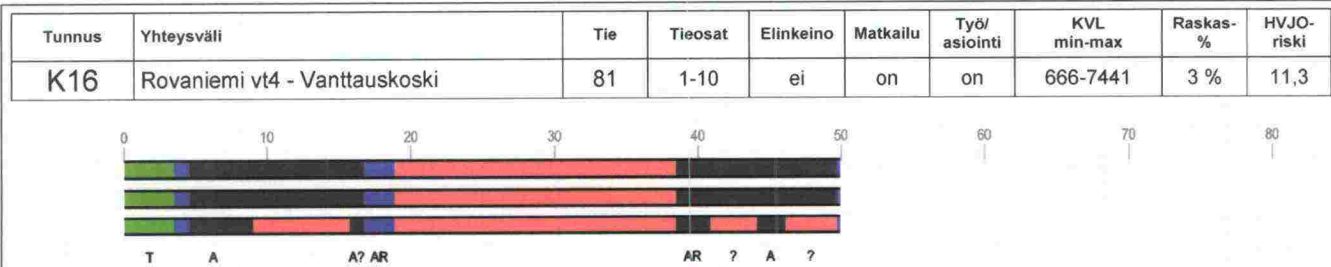 Tunnus Yhteysväli Tie Tieosat Elinkeino Matkailu Työ/ asiointi KVL min-max Raskas- % HVJO- riski
K16 Rovaniemi vt4 - Vanttauskoski 81 1-10 ei on on 666-7441 3 % 11,3
0 10 20 30 40 50 60 70 80
T A A? AR AR ? A ?